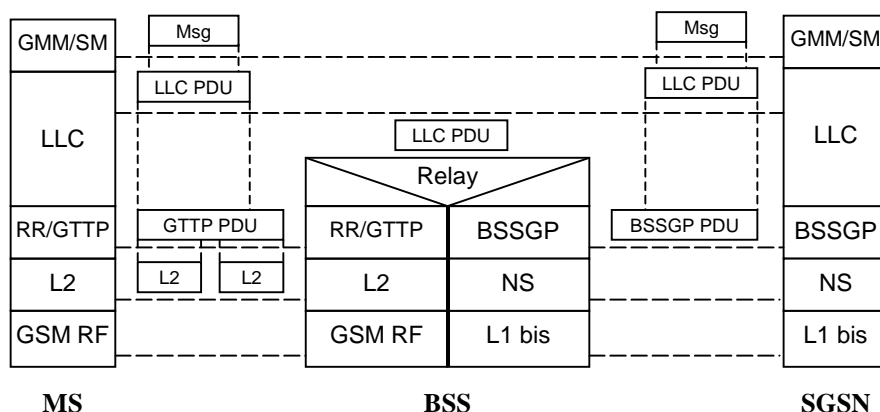 GMM/SM Msg Msg GMM/SM
LLC PDU LLC PDU
LLC LLC PDU LLC
Relay
RR/GTTP GTTP PDU RR/GTTP BSSGP BSSGP PDU BSSGP
L2 L2 L2 L2 NS NS
GSM RF GSM RF L1 bis L1 bis
MS BSS SGSN